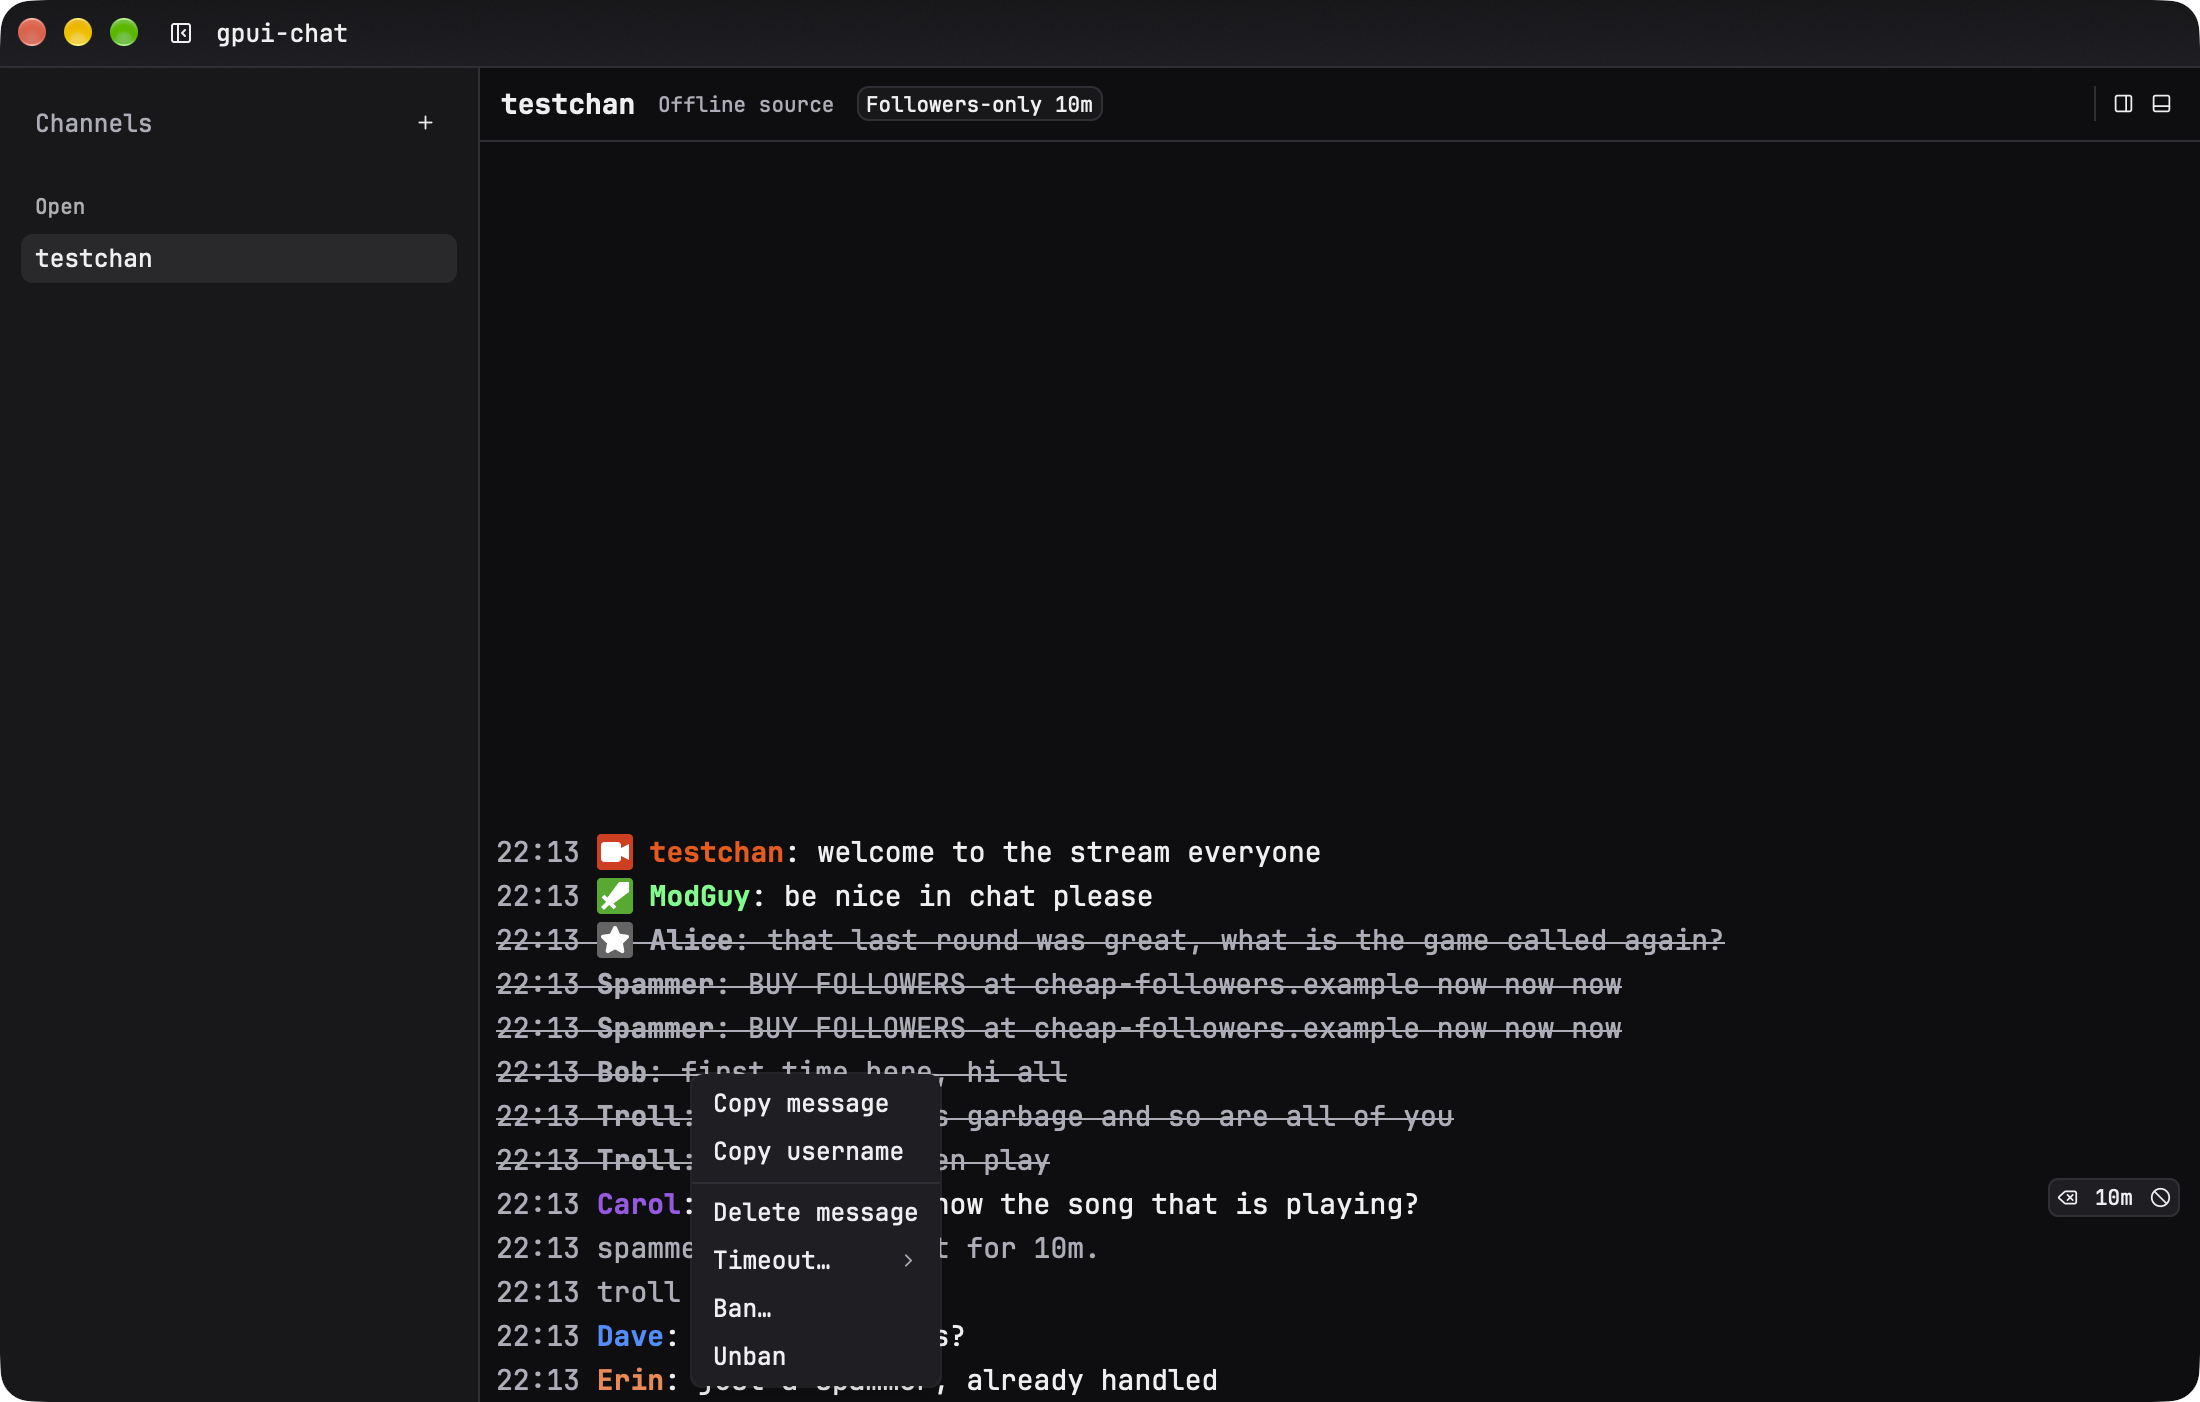 gpui-chat
Channels +
Open
testchan
testchan Offline source Followers-only 10m
22:13 testchan: welcome to the stream everyone
22:13 ModGuy: be nice in chat please
22:13 Alice: that last round was great, what is the game called again?
22:13 Spammer: BUY FOLLOWERS at cheap-followers.example now now now
22:13 Spammer: BUY FOLLOWERS at cheap-followers.example now now now
22:13 Bob: first time here, hi all
22:13 Troll: garbage and so are all of you
22:13 Troll: play
22:13 Carol: the song that is playing?
10m
22:13 for 10m.
22:13 troll
22:13 Dave:
22:13 Erin: just a spammer, already handled
Copy message
Copy username
Delete message
Timeout…
Ban…
Unban